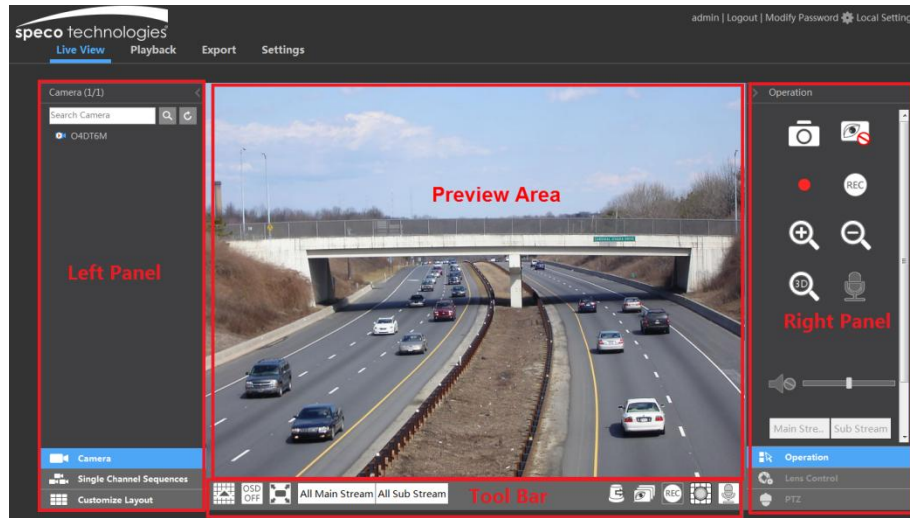 speco technologies
admin | Logout | Modify Password Local Setting
Live View Playback Export Settings
Camera (1/1)
Search Camera
O4DT6M
Left Panel
Camera
Single Channel Sequences
Customize Layout
Preview Area
OSD OFF
All Main Stream All Sub Stream
Tool Bar
REC
Operation
REC
3D
Right Panel
Main Stre... Sub Stream
Operation
Lens Control
PTZ